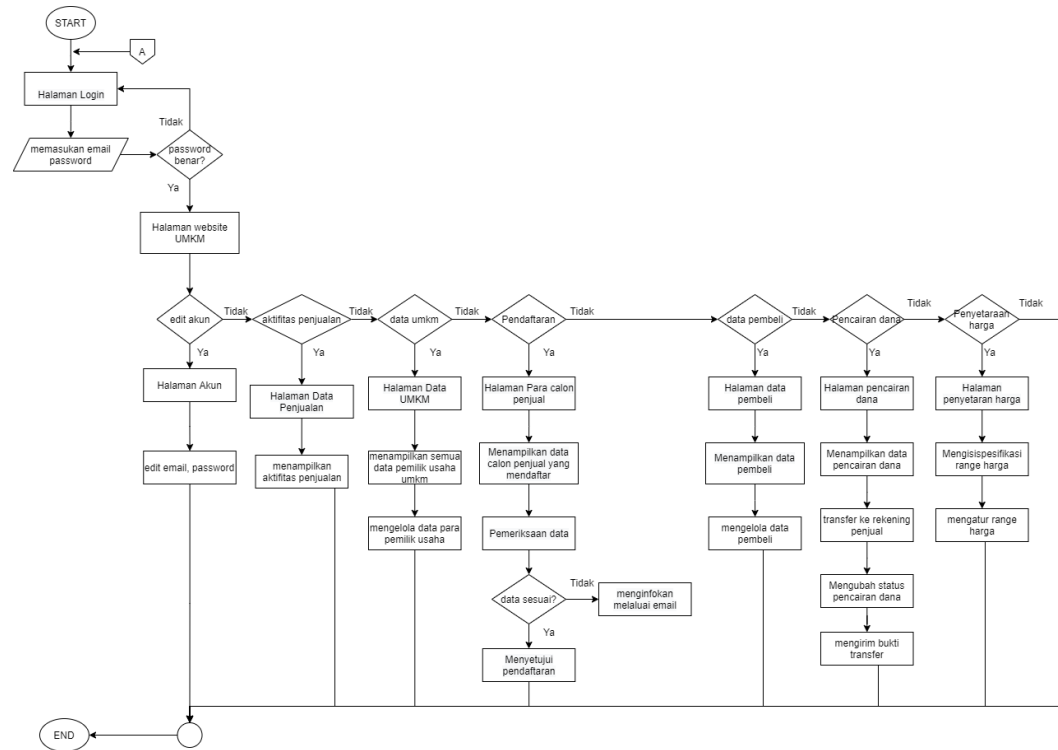 START
A
Halaman Login
Tidak
memasukan email
password
password
benar?
Ya
Halaman website
UMKM
edit akun
Tidak
aktifitas penjualan
Tidak
data umkm
Tidak
Pendaftaran
Tidak
data pembeli
Tidak
Pencairan dana
Tidak
Penyetaraan
harga
Tidak
Ya
Ya
Ya
Ya
Ya
Ya
Ya
Halaman Akun
Halaman Data
Penjualan
Halaman Data
UMKM
Halaman Para calon
penjual
Halaman data
pembeli
Halaman pencairan
dana
Halaman
penyetaran harga
edit email, password
menampilkan
aktifitas penjualan
menampilkan semua
data pemilik usaha
umkm
Menampilkan data
calon penjual yang
mendaftar
Menampilkan data
pembeli
Menampilkan data
pencairan dana
Mengisispesifikasi
range harga
mengelola data para
pemilik usaha
Pemeriksaan data
mengelola data
pembeli
transfer ke rekening
penjual
mengatur range
harga
data sesuai?
Tidak
menginfokan
melaluai email
Mengubah status
pencairan dana
Ya
Menyetujui
pendaftaran
mengirim bukti
transfer
END